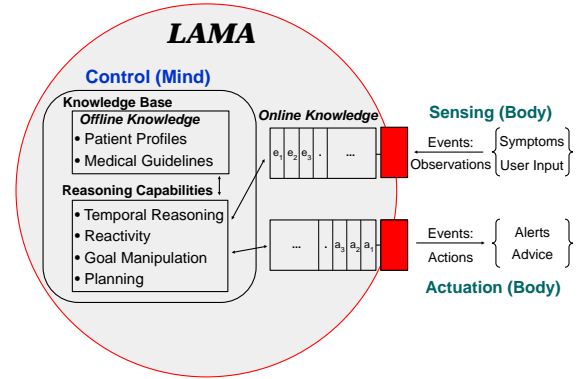 LAMA
Control (Mind)
Knowledge Base
Offline Knowledge
• Patient Profiles
• Medical Guidelines
Reasoning Capabilities
• Temporal Reasoning
• Reactivity
• Goal Manipulation
• Planning
Online Knowledge
e1 e2 e3 . ...
... . a3 a2 a1
Sensing (Body)
Events:
Observations
Symptoms
User Input
Events:
Actions
Alerts
Advice
Actuation (Body)